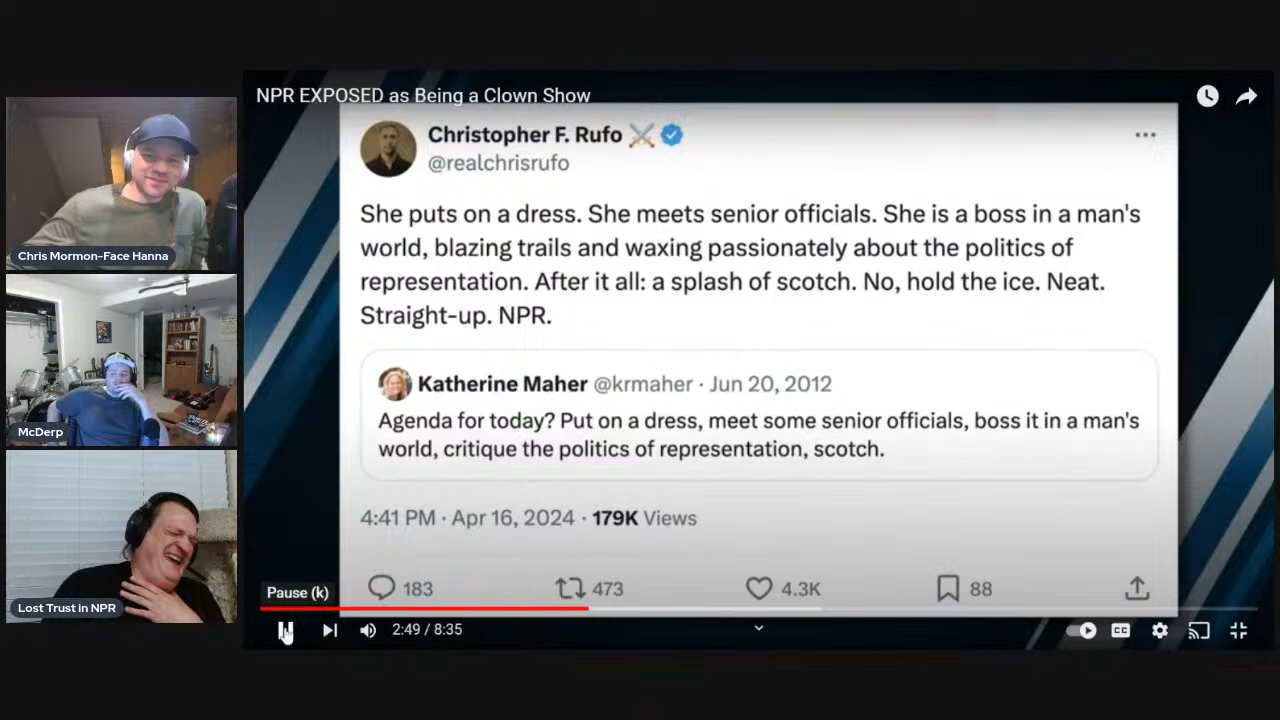 NPR EXPOSED as Being a Clown Show
Christopher F. Rufo
@realchrisrufo
She puts on a dress. She meets senior officials. She is a boss in a man's
world, blazing trails and waxing passionately about the politics of
representation. After it all: a splash of scotch. No, hold the ice. Neat.
Straight-up. NPR.
Katherine Maher @krmaher · Jun 20, 2012
Agenda for today? Put on a dress, meet some senior officials, boss it in a man's
world, critique the politics of representation, scotch.
4:41 PM · Apr 16, 2024 · 179K Views
183 473 4.3K 88
Pause (k)
2:49 / 8:35
CC
Chris Mormon-Face Hanna
McDerp
Lost Trust in NPR